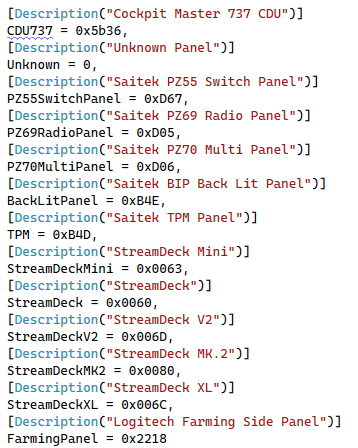 [Description("Cockpit Master 737 CDU")]
CDU737 = 0x5b36,
[Description("Unknown Panel")]
Unknown = 0,
[Description("Saitek PZ55 Switch Panel")]
PZ55SwitchPanel = 0xD67,
[Description("Saitek PZ69 Radio Panel")]
PZ69RadioPanel = 0xD05,
[Description("Saitek PZ70 Multi Panel")]
PZ70MultiPanel = 0xD06,
[Description("Saitek BIP Back Lit Panel")]
BackLitPanel = 0xB4E,
[Description("Saitek TPM Panel")]
TPM = 0xB4D,
[Description("StreamDeck Mini")]
StreamDeckMini = 0x0063,
[Description("StreamDeck")]
StreamDeck = 0x0060,
[Description("StreamDeck V2")]
StreamDeckV2 = 0x006D,
[Description("StreamDeck MK.2")]
StreamDeckMK2 = 0x0080,
[Description("StreamDeck XL")]
StreamDeckXL = 0x006C,
[Description("Logitech Farming Side Panel")]
FarmingPanel = 0x2218